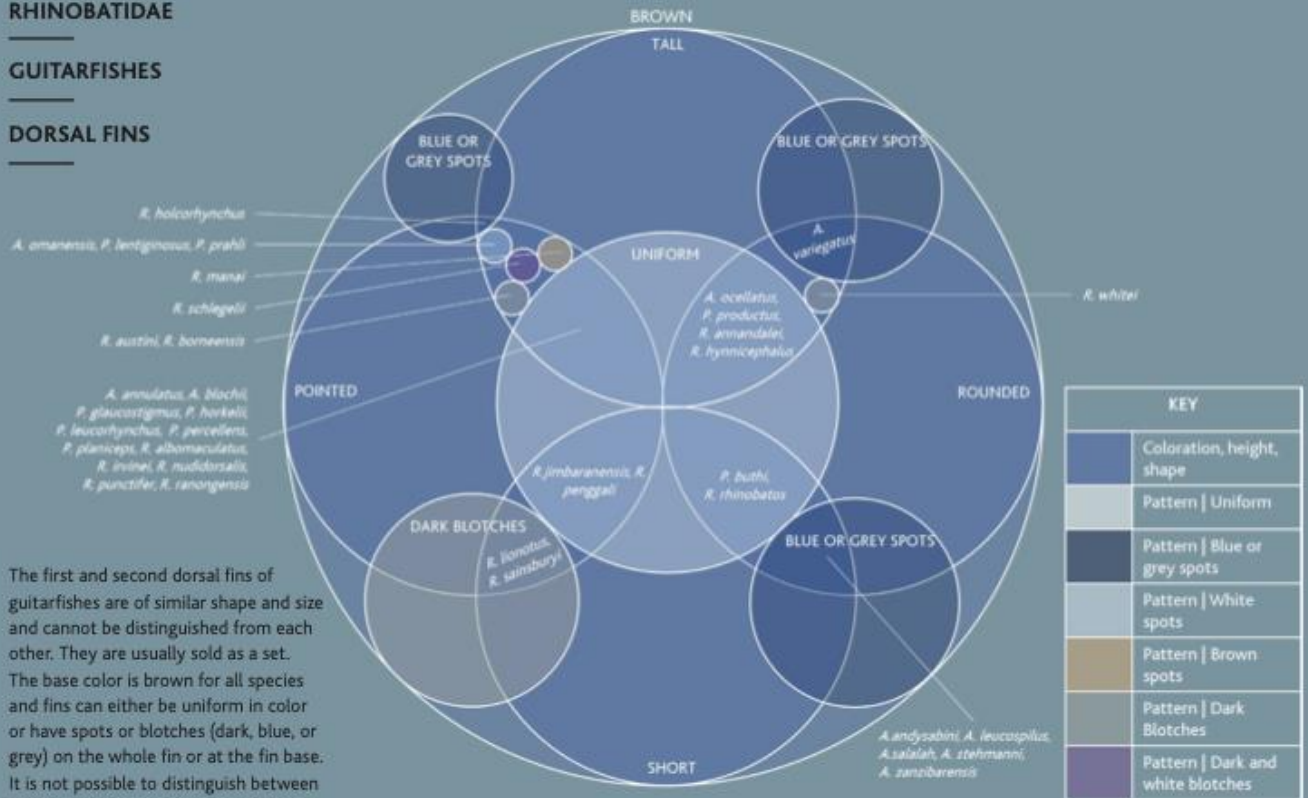 RHINOBATIDAE
GUITARFISHES
DORSAL FINS
BROWN
TALL
BLUE OR
GREY SPOTS
BLUE OR GREY SPOTS
R. holcorhynchus
A. omanensis, P. lentiginosus, P. prahli
R. manai
R. schlegelii
R. austini, R. borneensis
A. annulatus, A. blochii,
P. glaucostigmus, P. horkelii,
P. leucorhynchus, P. percellens,
P. planiceps, R. albomaculatus,
R. irvinei, R. nudidorsalis,
R. punctifer, R. ranongensis
UNIFORM
A.
variegatus
A. ocellatus,
P. productus,
R. annandalei,
R. hynnicephalus
R. whitei
POINTED
ROUNDED
R.jimbaranensis, R.
penggali
P. buthi,
R. rhinobatos
DARK BLOTCHES
R. lionotus,
R. sainsburyi
BLUE OR GREY SPOTS
A.andysabini, A. leucospilus,
A.salalah, A. stehmanni,
A. zanzibarensis
SHORT
The first and second dorsal fins of
guitarfishes are of similar shape and size
and cannot be distinguished from each
other. They are usually sold as a set.
The base color is brown for all species
and fins can either be uniform in color
or have spots or blotches (dark, blue, or
grey) on the whole fin or at the fin base.
It is not possible to distinguish between
KEY
Coloration, height,
shape
Pattern | Uniform
Pattern | Blue or
grey spots
Pattern | White
spots
Pattern | Brown
spots
Pattern | Dark
Blotches
Pattern | Dark and
white blotches